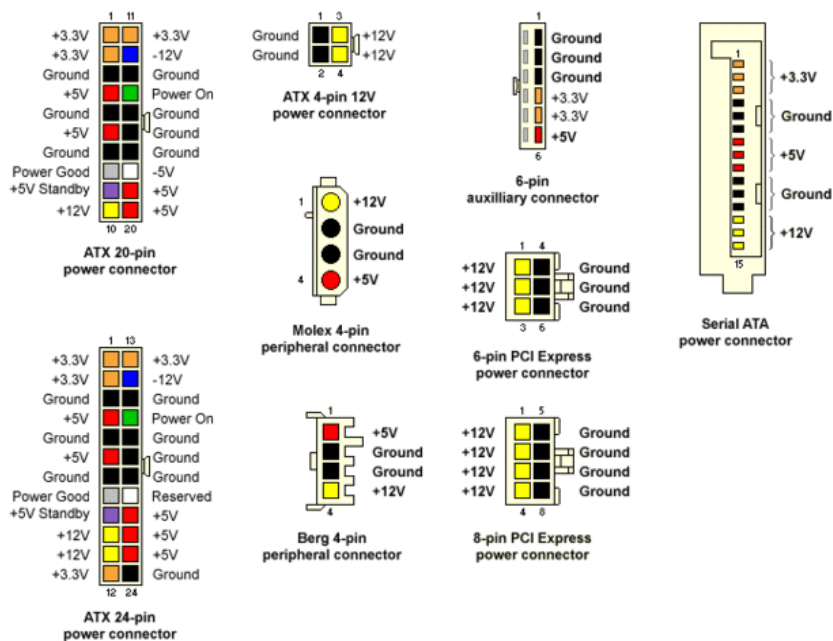 1 11
+3.3V +3.3V
+3.3V -12V
Ground Ground
+5V Power On
Ground Ground
+5V Ground
Ground Ground
Power Good -5V
+5V Standby +5V
+12V +5V
10 20
ATX 20-pin
power connector
1 13
+3.3V +3.3V
+3.3V -12V
Ground Ground
+5V Power On
Ground Ground
+5V Ground
Ground Ground
Power Good Reserved
+5V Standby +5V
+12V +5V
+12V +5V
+3.3V Ground
12 24
ATX 24-pin
power connector
1 3
Ground +12V
Ground +12V
2 4
ATX 4-pin 12V
power connector
1 +12V
Ground
Ground
4 +5V
Molex 4-pin
peripheral connector
1
+5V
Ground
Ground
+12V
4
Berg 4-pin
peripheral connector
1
Ground
Ground
Ground
+3.3V
+3.3V
+5V
6
6-pin
auxilliary connector
1 4
+12V Ground
+12V Ground
+12V Ground
3 6
6-pin PCI Express
power connector
1 5
+12V Ground
+12V Ground
+12V Ground
+12V Ground
4 8
8-pin PCI Express
power connector
1
+3.3V
Ground
+5V
Ground
+12V
15
Serial ATA
power connector